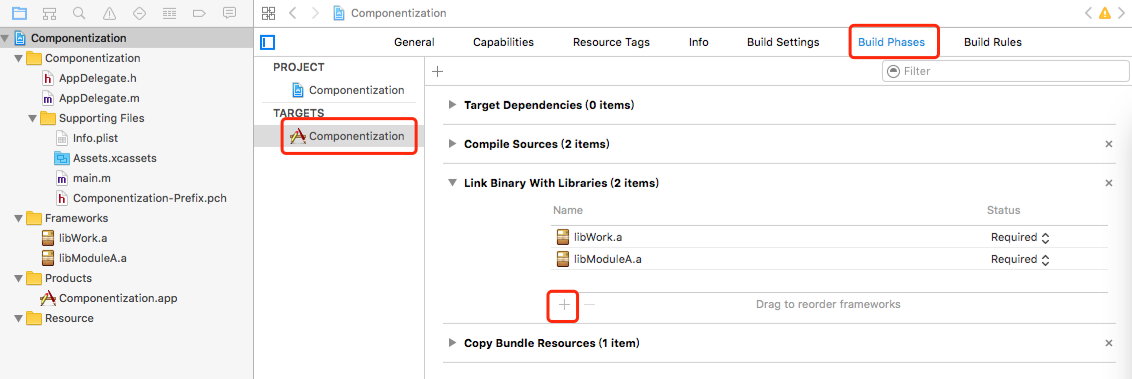 Componentization
Componentization
AppDelegate.h
AppDelegate.m
Supporting Files
Info.plist
Assets.xcassets
main.m
Componentization-Prefix.pch
Frameworks
libWork.a
libModuleA.a
Products
Componentization.app
Resource
Componentization
General Capabilities Resource Tags Info Build Settings Build Phases Build Rules
PROJECT
Componentization
TARGETS
Componentization
Filter
Target Dependencies (0 items)
Compile Sources (2 items)
Link Binary With Libraries (2 items)
Name Status
libWork.a Required
libModuleA.a Required
Drag to reorder frameworks
Copy Bundle Resources (1 item)